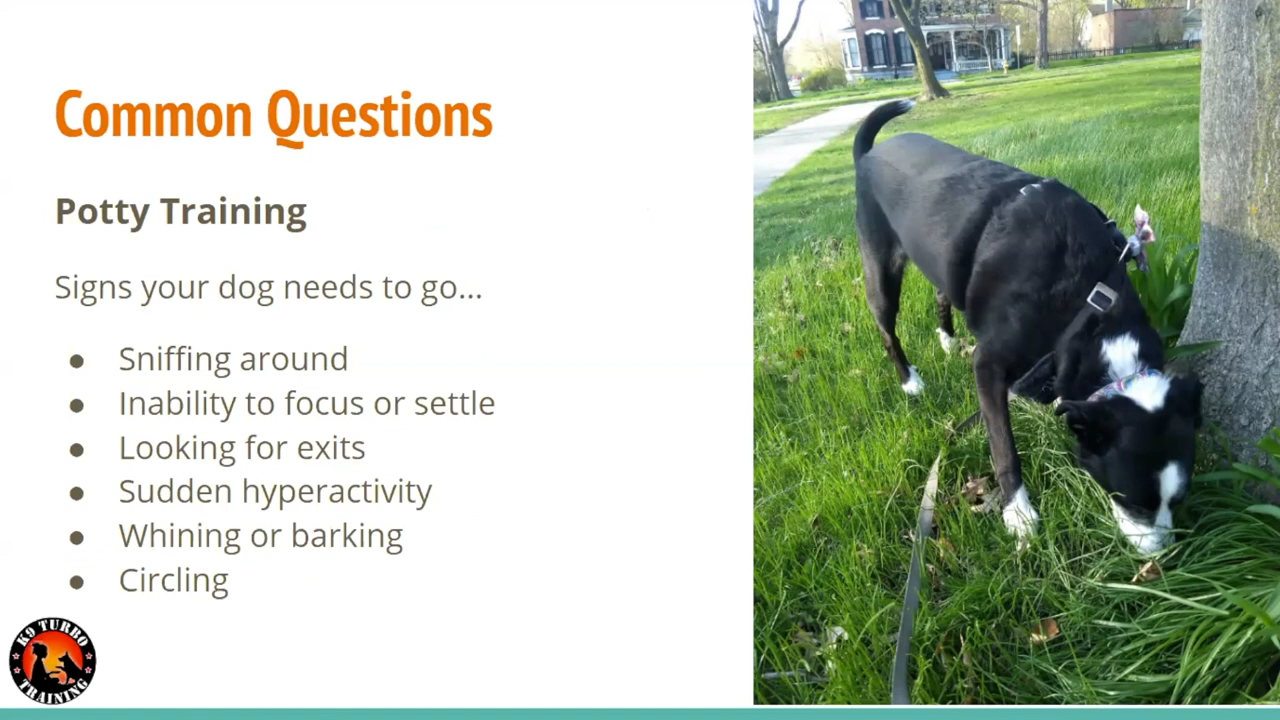 Common Questions
Potty Training
Signs your dog needs to go...
● Sniffing around
● Inability to focus or settle
● Looking for exits
● Sudden hyperactivity
● Whining or barking
● Circling
K9 TURBO
TRAINING